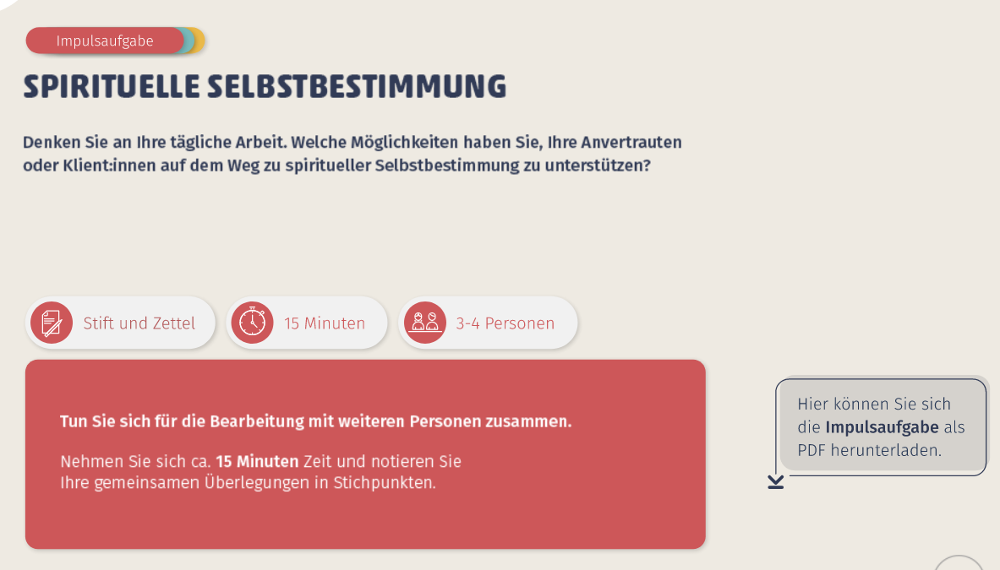 Impulsaufgabe
SPIRITUELLE SELBSTBESTIMMUNG
Denken Sie an Ihre tägliche Arbeit. Welche Möglichkeiten haben Sie, Ihre Anvertrauten
oder Klient:innen auf dem Weg zu spiritueller Selbstbestimmung zu unterstützen?
Stift und Zettel
15 Minuten
3-4 Personen
Tun Sie sich für die Bearbeitung mit weiteren Personen zusammen.
Nehmen Sie sich ca. 15 Minuten Zeit und notieren Sie
Ihre gemeinsamen Überlegungen in Stichpunkten.
Hier können Sie sich
die Impulsaufgabe als
PDF herunterladen.